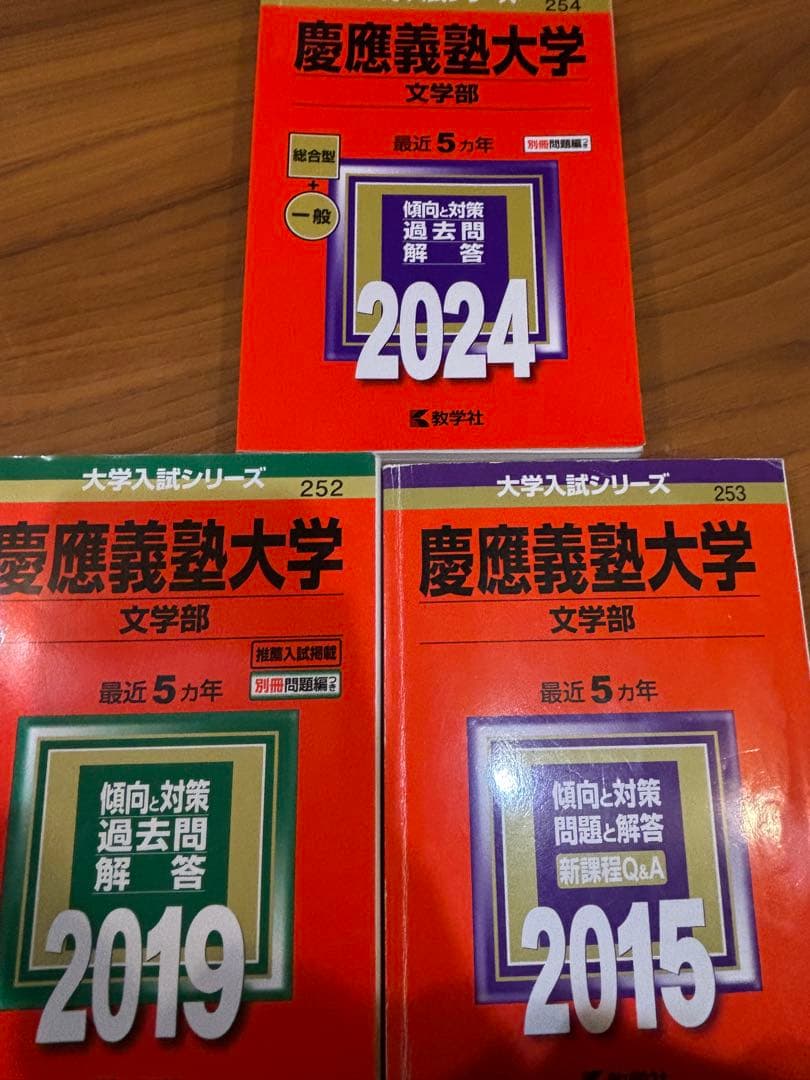 254
慶應義塾大学
文学部
最近5カ年
別冊問題編つき
総合型
+
一般
傾向と対策
過去問
解答
2024
教学社
大学入試シリーズ
252
慶應義塾大学
文学部
推薦入試掲載
最近5カ年
別冊問題編つき
傾向と対策
過去問
解答
2019
大学入試シリーズ
253
慶應義塾大学
文学部
最近5カ年
傾向と対策
問題と解答
新課程Q&A
2015